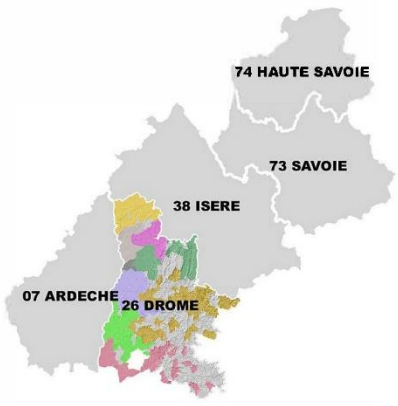 74 HAUTE SAVOIE
73 SAVOIE
38 ISERE
07 ARDECHE
26 DROME